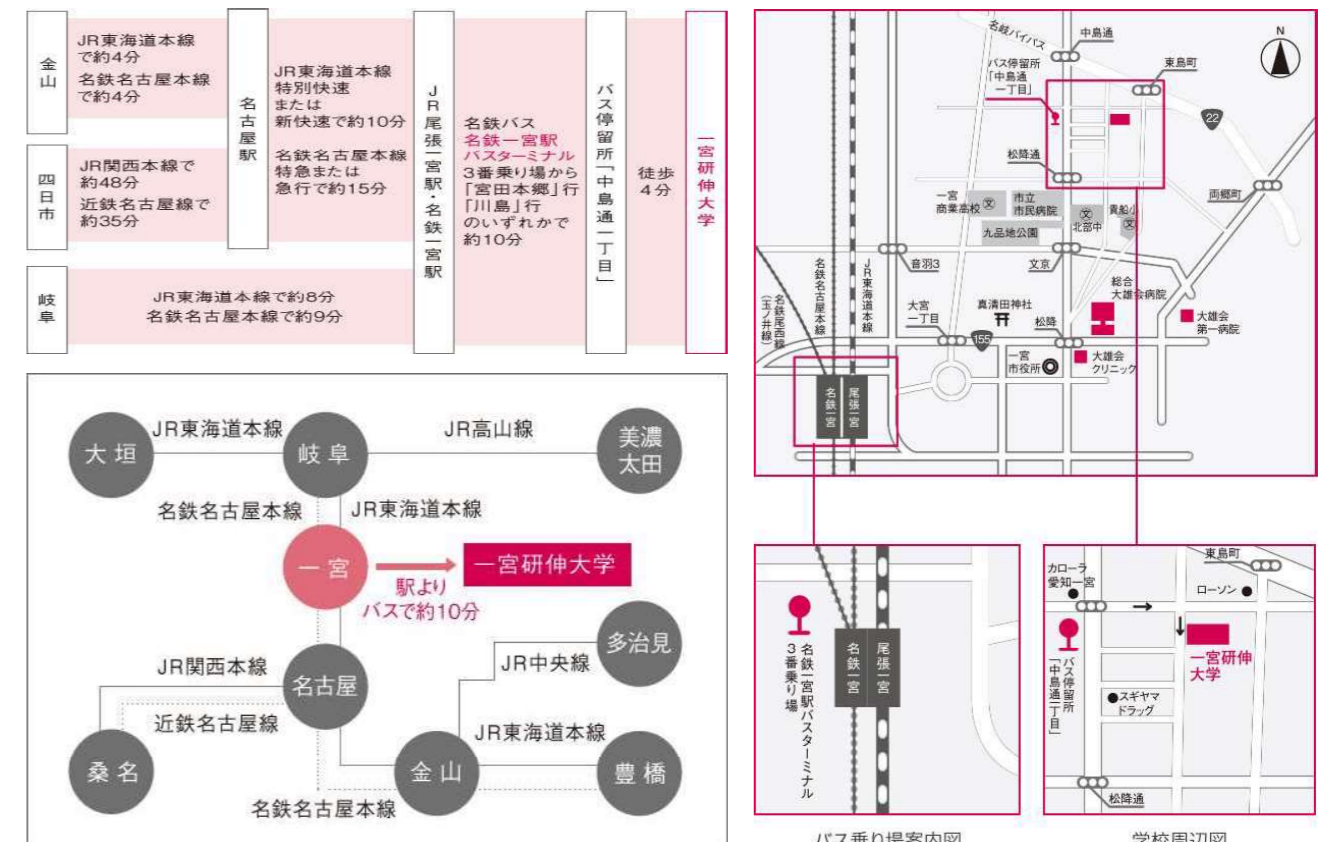 金山
JR東海道本線
で約4分
名鉄名古屋本線
で約4分
四日市
JR関西本線で
約48分
近鉄名古屋線で
約35分
名古屋駅
JR東海道本線
特別快速
または
新快速で約10分
名鉄名古屋本線
特急または
急行で約15分
岐阜
JR東海道本線で約8分
名鉄名古屋本線で約9分
JR尾張一宮駅・名鉄一宮駅
名鉄バス
名鉄一宮駅
バスターミナル
3番乗り場から
「宮田本郷」行
「川島」行
のいずれかで
約10分
バス停留所「中島通一丁目」
徒歩
4分
一宮研伸大学
大垣
JR東海道本線
岐阜
JR高山線
美濃
太田
名鉄名古屋本線
JR東海道本線
一宮
一宮研伸大学
駅より
バスで約10分
多治見
JR中央線
JR関西本線
名古屋
近鉄名古屋線
JR東海道本線
桑名
金山
豊橋
名鉄名古屋本線
名岐バイパス
中島通
N
バス停留所
「中島通
一丁目」
東島町
22
松降通
一宮
商業高校
文
市立
市民病院
九品地公園
文
北部中
貴船小
文
両郷町
音羽3
文京
名鉄名古屋本線
JR東海道本線
名鉄尾西線
(玉ノ井線)
大宮
一丁目
真清田神社
155
松降
総合
大雄会病院
大雄会
第一病院
一宮
市役所
大雄会
クリニック
名鉄一宮
尾張一宮
名鉄一宮駅バスターミナル
3番乗り場
名鉄一宮
尾張一宮
バス乗り場案内図
東島町
カローラ
愛知一宮
ローソン
バス停留所
「中島通一丁目」
一宮研伸
大学
スギヤマ
ドラッグ
松降通
学校周辺図